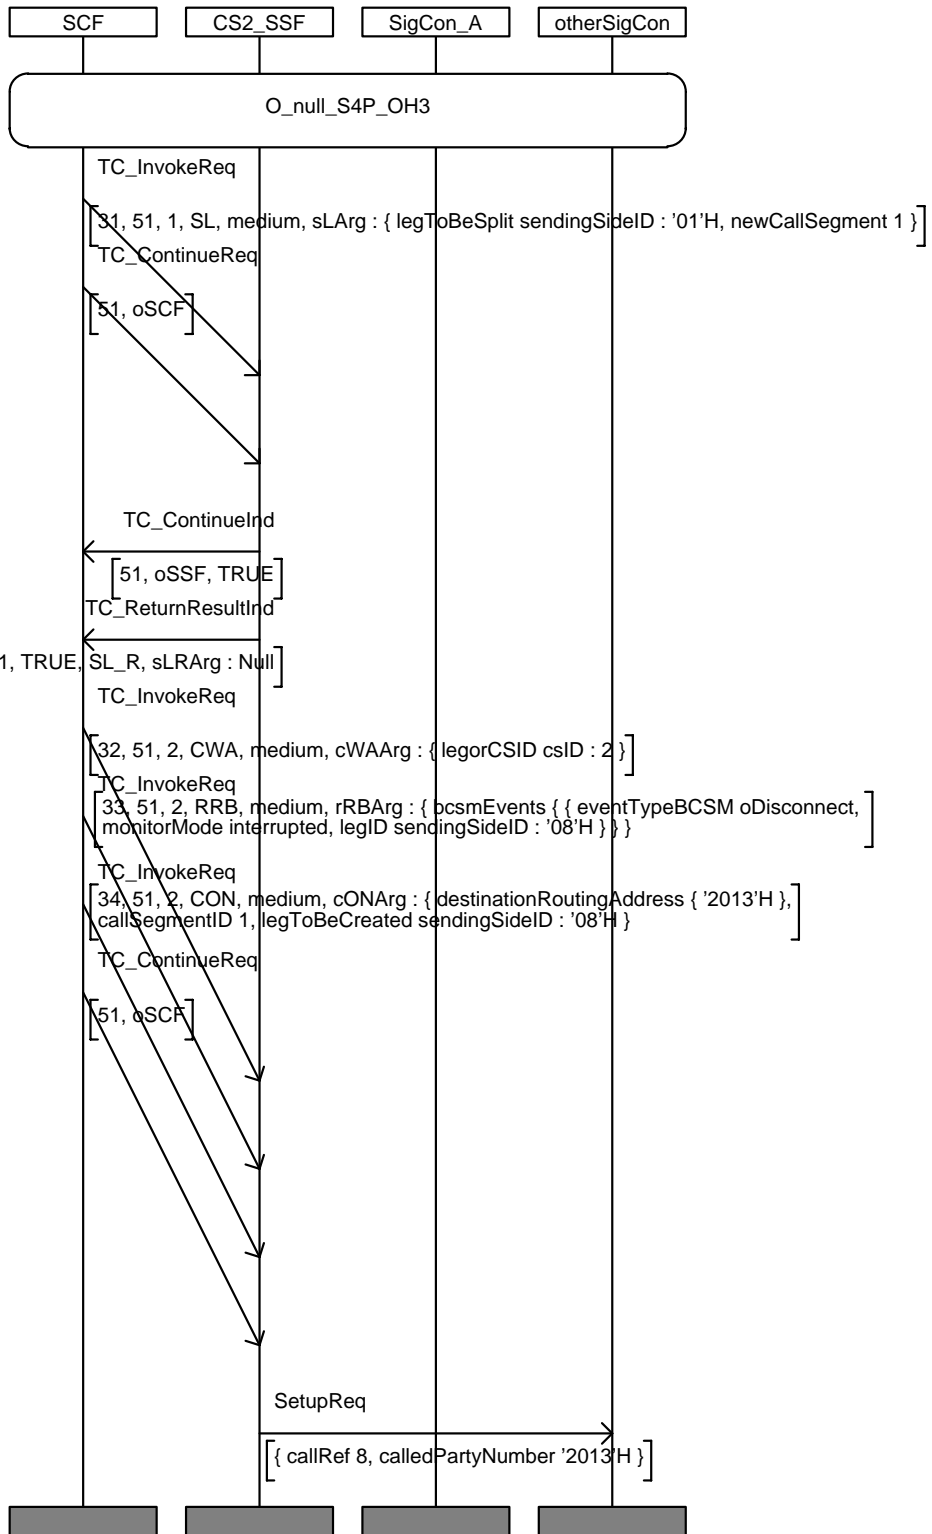 SCF CS2_SSF SigCon_A otherSigCon
O_null_S4P_OH3
TC_InvokeReq
31, 51, 1, SL, medium, sLArg : { legToBeSplit sendingSideID : '01'H, newCallSegment 1 }
TC_ContinueReq
51, oSCF
TC_ContinueInd
51, oSSF, TRUE
TC_ReturnResultInd
1, TRUE, SL_R, sLRArg : Null
TC_InvokeReq
32, 51, 2, CWA, medium, cWAArg : { legorCSID csID : 2 }
TC_InvokeReq
33, 51, 2, RRB, medium, rRBArg : { bcsmEvents { { eventTypeBCSM oDisconnect,
monitorMode interrupted, legID sendingSideID : '08'H } } }
TC_InvokeReq
34, 51, 2, CON, medium, cONArg : { destinationRoutingAddress { '2013'H },
callSegmentID 1, legToBeCreated sendingSideID : '08'H }
TC_ContinueReq
51, oSCF
SetupReq
{ callRef 8, calledPartyNumber '2013'H }